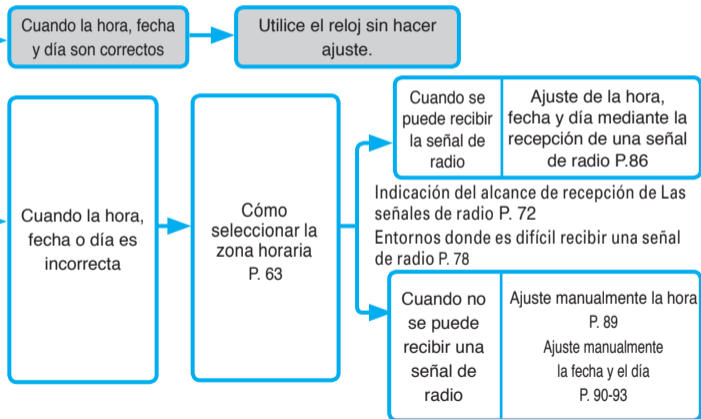 Cuando la hora, fecha
y día son correctos
Utilice el reloj sin hacer
ajuste.
Cuando la hora,
fecha o día es
incorrecta
Cómo
seleccionar la
zona horaria
P. 63
Cuando se
puede recibir
la señal de
radio
Ajuste de la hora,
fecha y día mediante la
recepción de una señal
de radio P.86
Indicación del alcance de recepción de Las
señales de radio P. 72
Entornos donde es difícil recibir una señal
de radio P. 78
Cuando no
se puede
recibir una
señal de
radio
Ajuste manualmente la hora
P. 89
Ajuste manualmente
la fecha y el día
P. 90-93